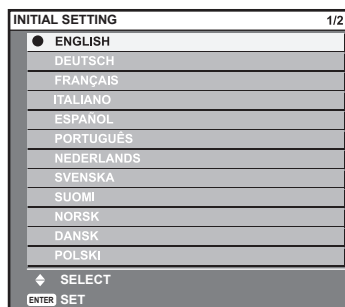 INITIAL SETTING 1/2
ENGLISH
DEUTSCH
FRANÇAIS
ITALIANO
ESPAÑOL
PORTUGUÊS
NEDERLANDS
SVENSKA
SUOMI
NORSK
DANSK
POLSKI
SELECT
ENTER SET